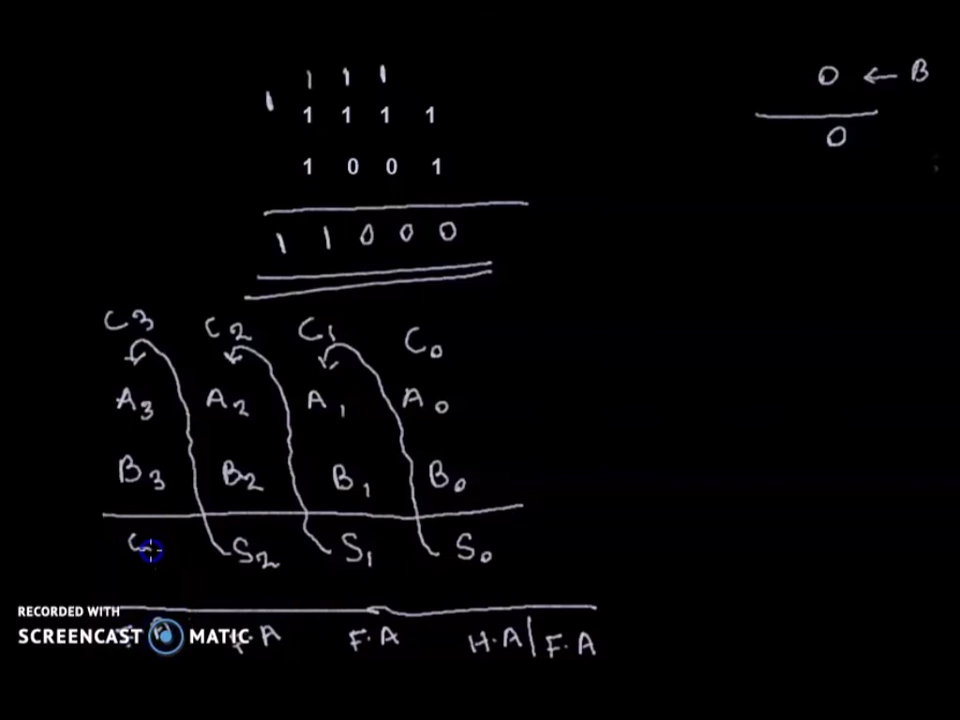 1 1 1
0 ← B
1 1 1 1 1
0
1 0 0 1
1 1 0 0 0
C3 C2 C1 C0
A3 A2 A1 A0
B3 B2 B1 B0
S2 S1 S0
RECORDED WITH
SCREENCAST MATIC
F.A F.A H.A/F.A